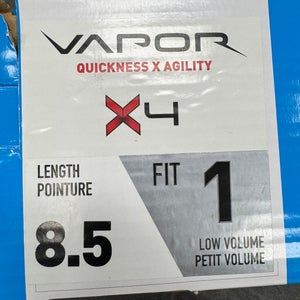 VAPOR
QUICKNESS X AGILITY
X4
LENGTH
POINTURE
8.5
FIT 1
LOW VOLUME
PETIT VOLUME